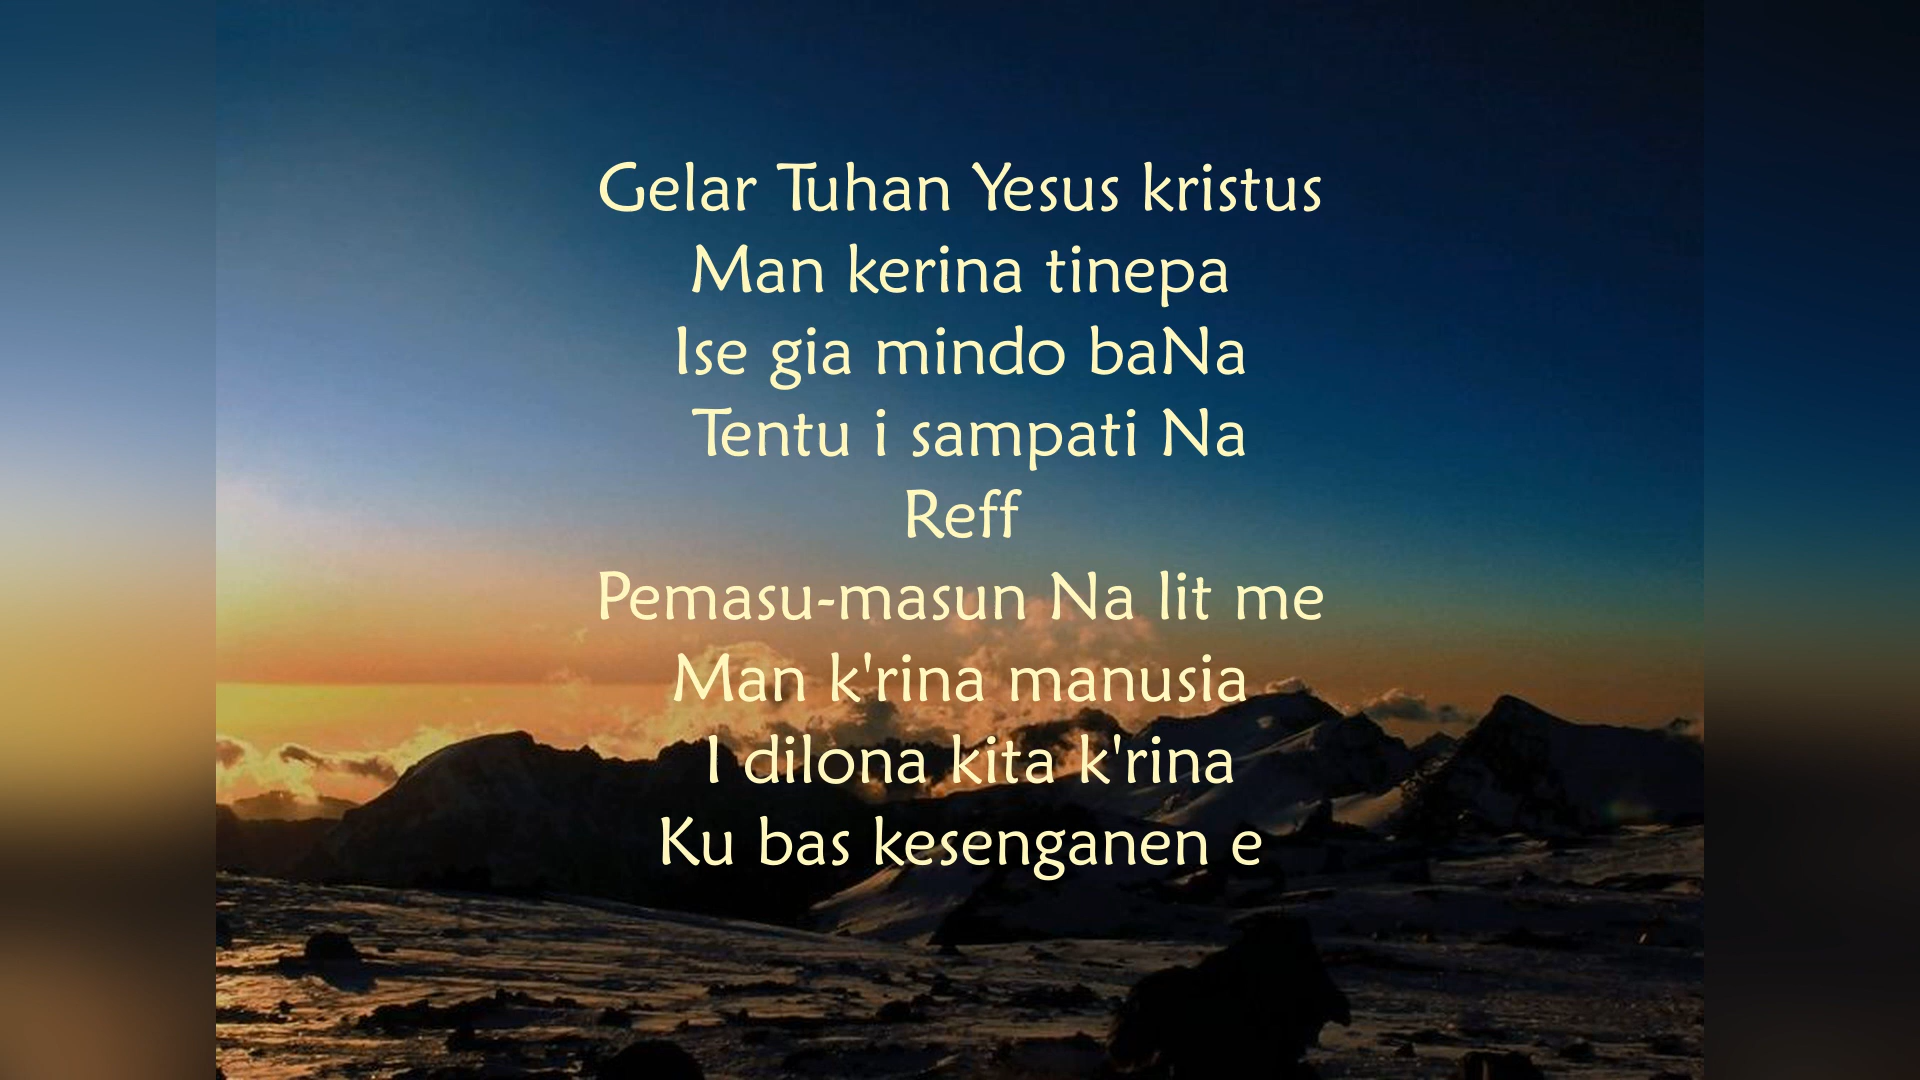 Gelar Tuhan Yesus kristus
Man kerina tinepa
Ise gia mindo baNa
Tentu i sampati Na
Reff
Pemasu-masun Na lit me
Man k'rina manusia
I dilona kita k'rina
Ku bas kesenganen e